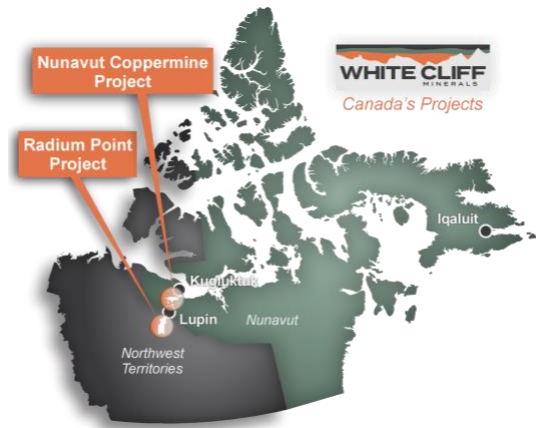 Nunavut Coppermine
Project
Radium Point
Project
WHITE CLIFF
MINERALS
Canada's Projects
Iqaluit
Kugluktuk
Lupin
Nunavut
Northwest
Territories